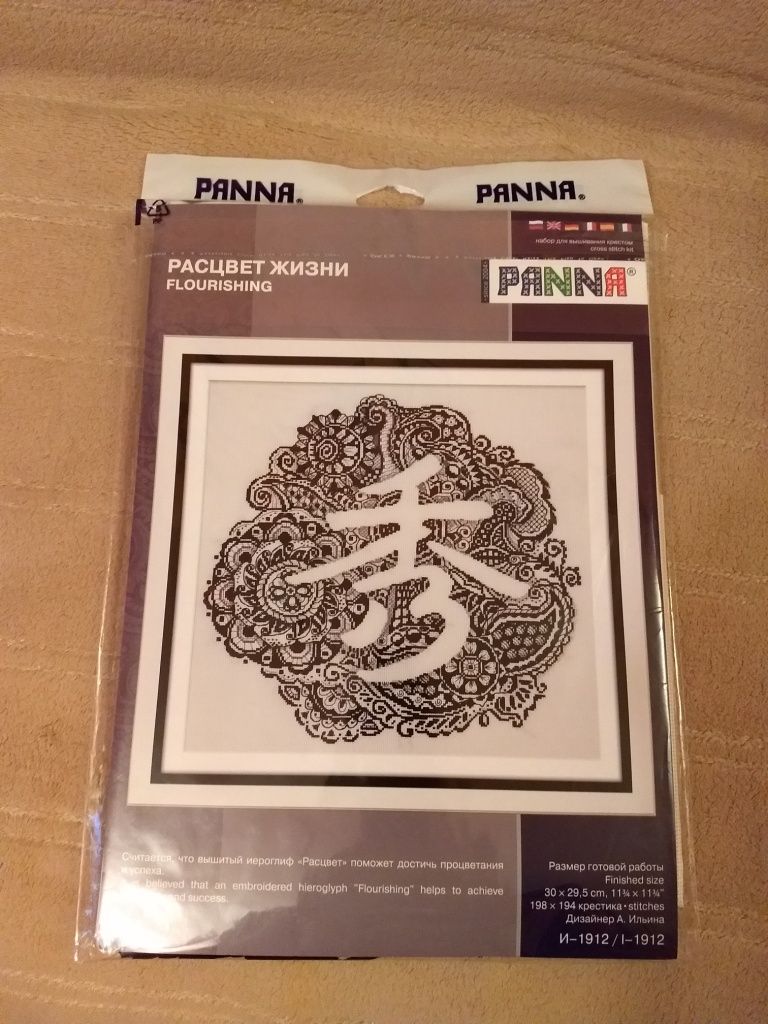 PANNA®
PANNA®
набор для вышивания крестом
cross stitch kit
РАСЦВЕТ ЖИЗНИ
FLOURISHING
since 2004
PANNA®
秀
Считается, что вышитый иероглиф «Расцвет» поможет достичь процветания
и успеха.
believed that an embroidered hieroglyph "Flourishing" helps to achieve
and success.
Размер готовой работы
Finished size
30 × 29,5 cm, 11¾ × 11¾"
198 × 194 крестика • stitches
Дизайнер А. Ильина
И–1912 / I–1912